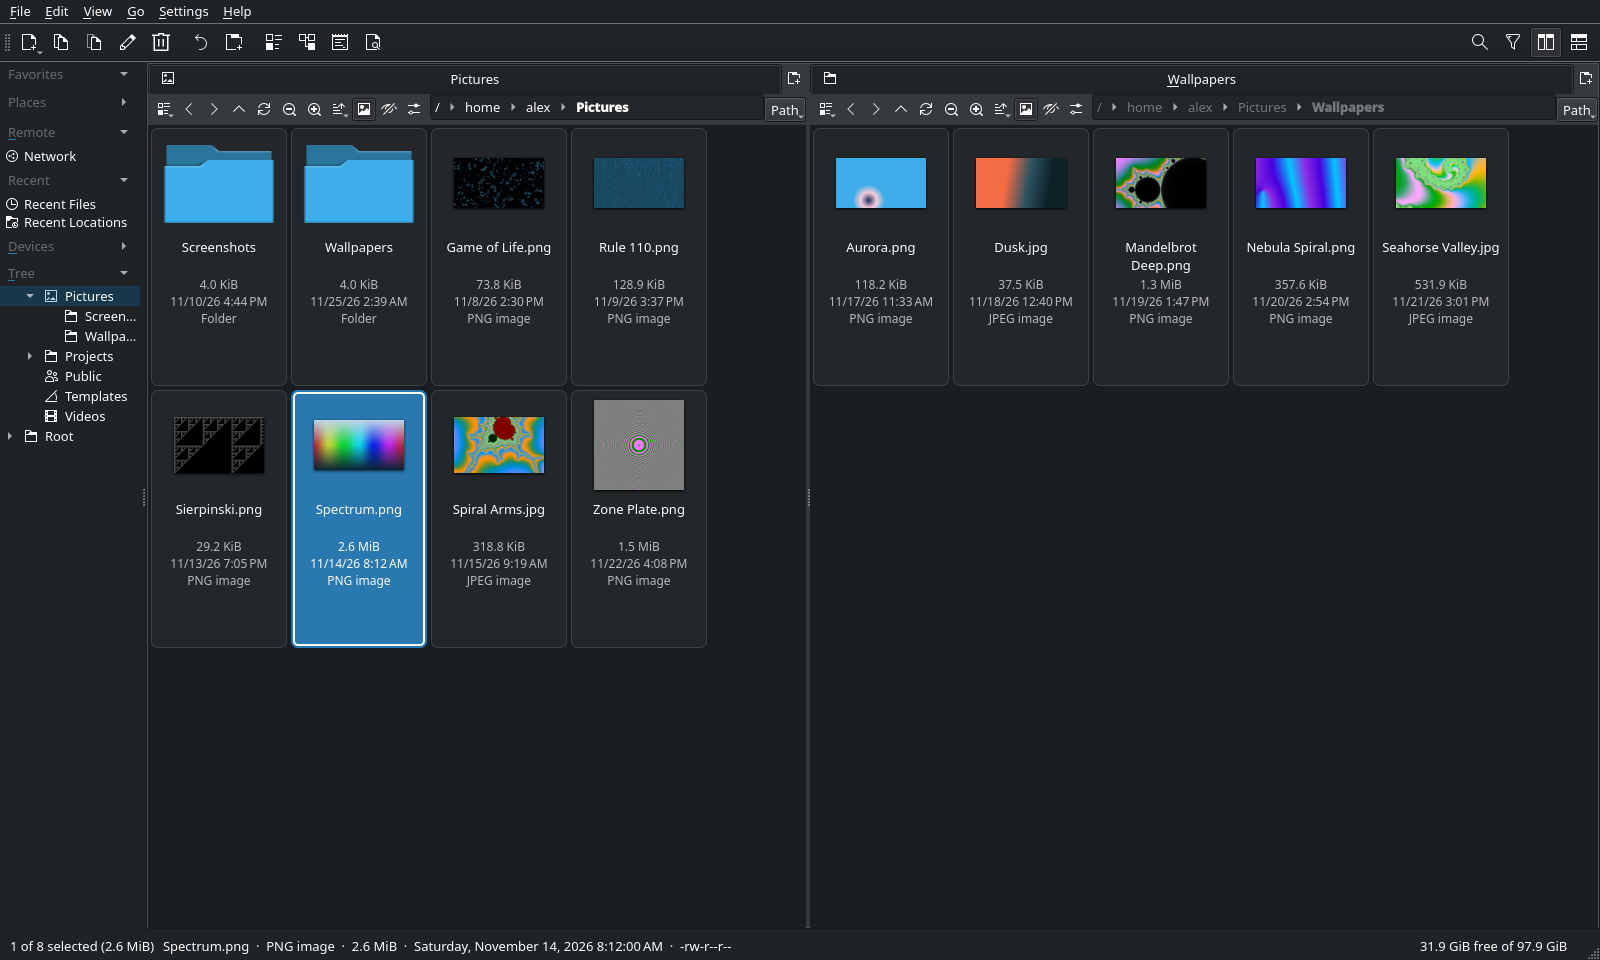 File Edit View Go Settings Help
Favorites
Places
Remote
Network
Recent
Recent Files
Recent Locations
Devices
Tree
Pictures
Screen...
Wallpa...
Projects
Public
Templates
Videos
Root
Pictures
/ home alex Pictures
Path
Screenshots
4.0 KiB
11/10/26 4:44 PM
Folder
Wallpapers
4.0 KiB
11/25/26 2:39 AM
Folder
Game of Life.png
73.8 KiB
11/8/26 2:30 PM
PNG image
Rule 110.png
128.9 KiB
11/9/26 3:37 PM
PNG image
Sierpinski.png
29.2 KiB
11/13/26 7:05 PM
PNG image
Spectrum.png
2.6 MiB
11/14/26 8:12 AM
PNG image
Spiral Arms.jpg
318.8 KiB
11/15/26 9:19 AM
JPEG image
Zone Plate.png
1.5 MiB
11/22/26 4:08 PM
PNG image
Wallpapers
/ home alex Pictures Wallpapers
Path
Aurora.png
118.2 KiB
11/17/26 11:33 AM
PNG image
Dusk.jpg
37.5 KiB
11/18/26 12:40 PM
JPEG image
Mandelbrot
Deep.png
1.3 MiB
11/19/26 1:47 PM
PNG image
Nebula Spiral.png
357.6 KiB
11/20/26 2:54 PM
PNG image
Seahorse Valley.jpg
531.9 KiB
11/21/26 3:01 PM
JPEG image
1 of 8 selected (2.6 MiB) Spectrum.png · PNG image · 2.6 MiB · Saturday, November 14, 2026 8:12:00 AM · -rw-r--r--
31.9 GiB free of 97.9 GiB